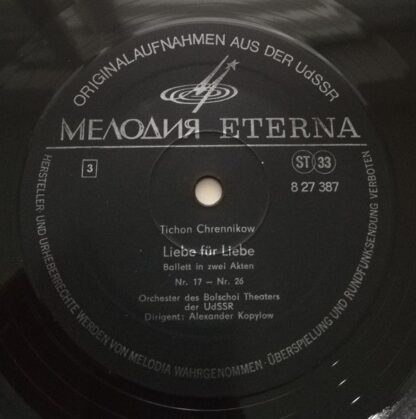 ORIGINALAUFNAHMEN AUS DER UdSSR
МЕЛОДИЯ ETERNA
3
ST 33
8 27 387
Tichon Chrennikow
Liebe für Liebe
Ballett in zwei Akten
Nr. 17 – Nr. 26
Orchester des Bolschoi Theaters
der UdSSR
Dirigent: Alexander Kopylow
HERSTELLER- UND URHEBERRECHTE WERDEN VON MELODIA WAHRGENOMMEN · ÜBERSPIELUNG UND RUNDFUNKSENDUNG VERBOTEN